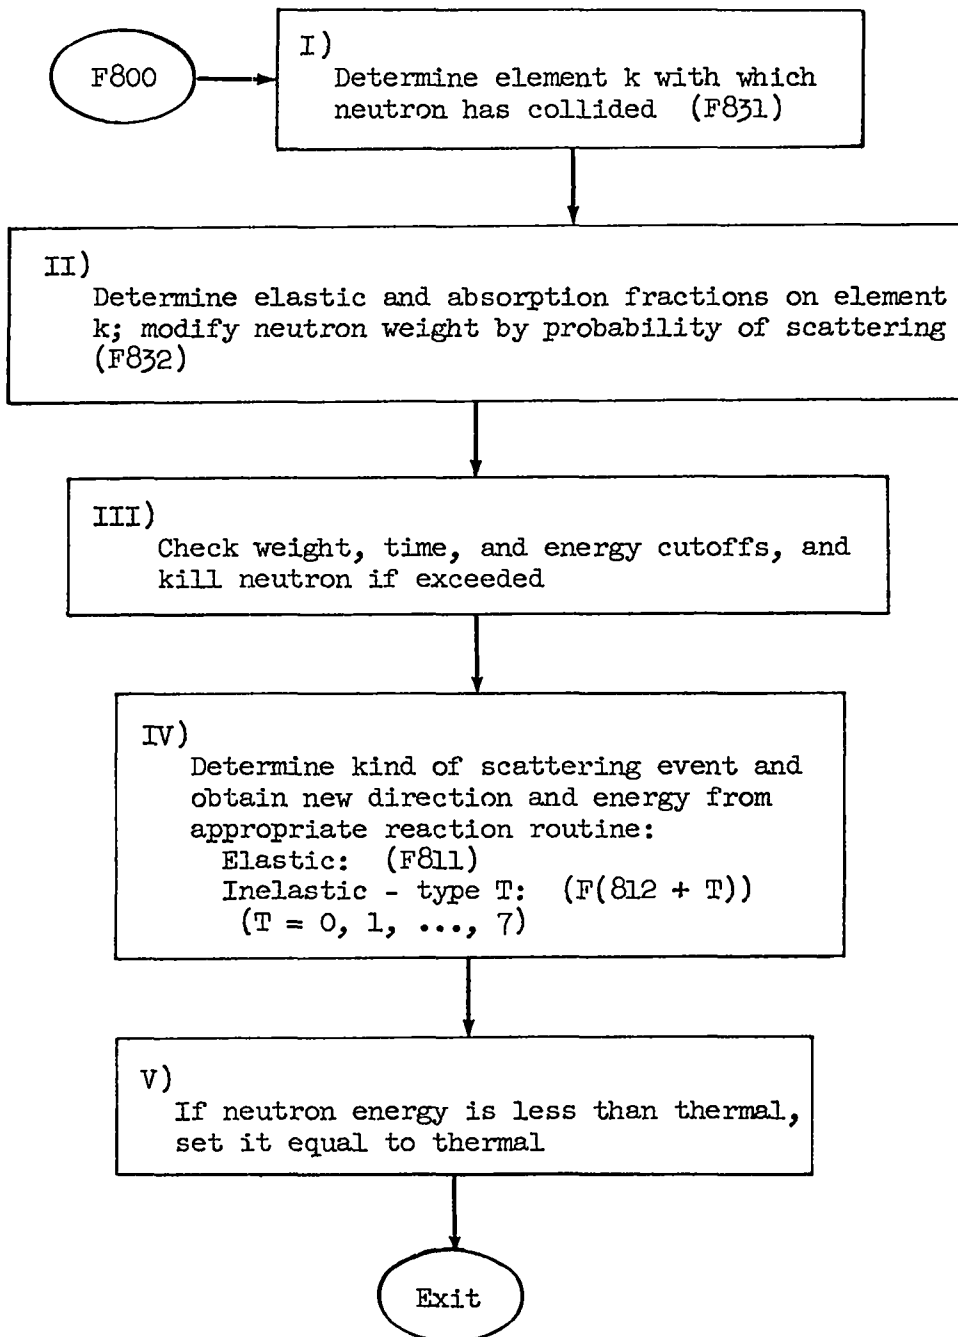 F800
I)
Determine element k with which
neutron has collided (F831)
II)
Determine elastic and absorption fractions on element
k; modify neutron weight by probability of scattering
(F832)
III)
Check weight, time, and energy cutoffs, and
kill neutron if exceeded
IV)
Determine kind of scattering event and
obtain new direction and energy from
appropriate reaction routine:
Elastic: (F811)
Inelastic - type T: (F(812 + T))
(T = 0, 1, ..., 7)
V)
If neutron energy is less than thermal,
set it equal to thermal
Exit